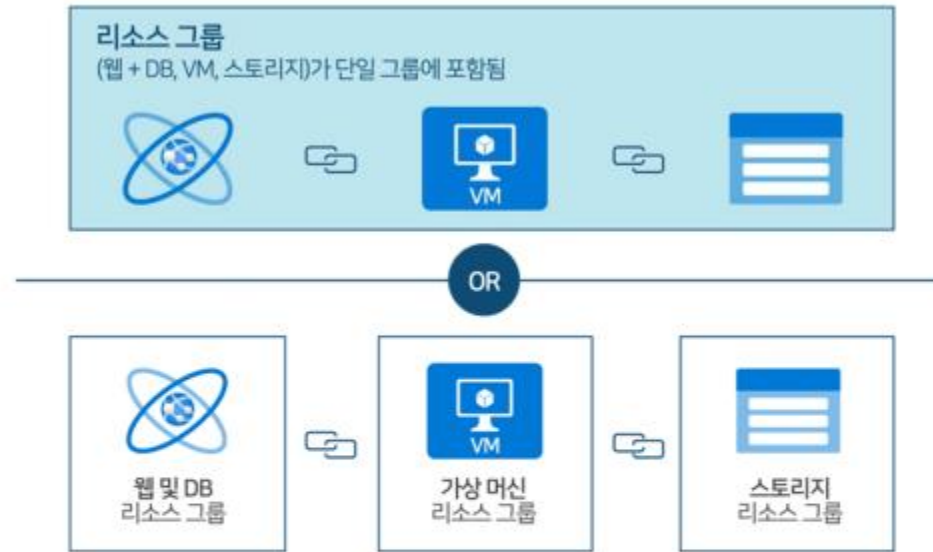 리소스 그룹
(웹 + DB, VM, 스토리지)가 단일 그룹에 포함됨
VM
OR
VM
웹 및 DB
리소스 그룹
가상 머신
리소스 그룹
스토리지
리소스 그룹